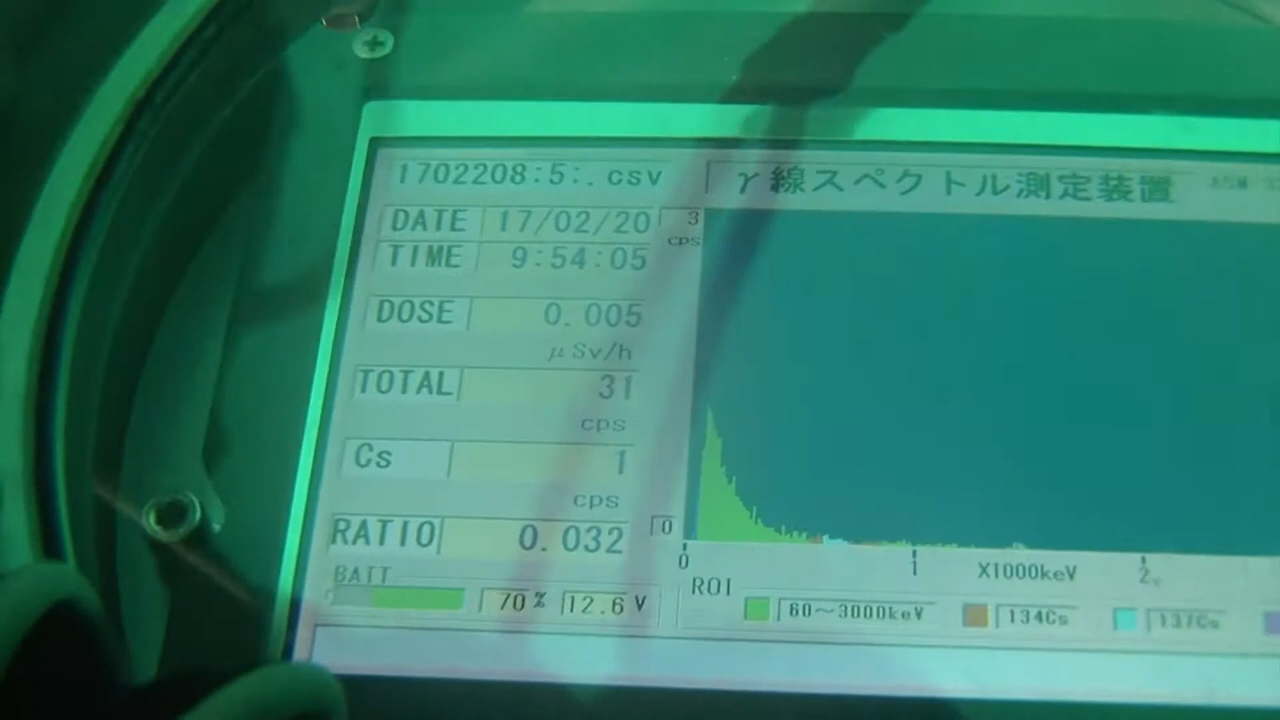 1702208:5:.csv
γ線スペクトル測定装置
DATE 17/02/20
TIME 9:54:05
DOSE 0.005
μSv/h
TOTAL 31
cps
Cs 1
cps
RATIO 0.032
BATT
70% 12.6V
3
cps
0
0 1 X1000keV 2
ROI
60～3000keV 134Cs 137Cs